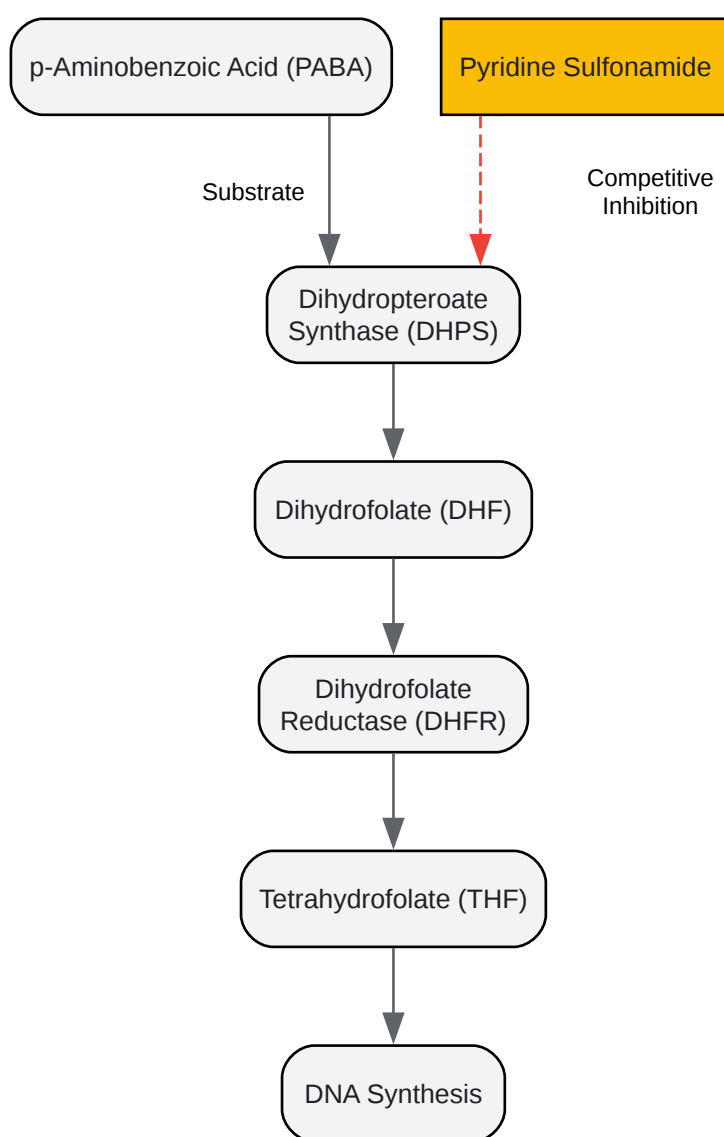 p-Aminobenzoic Acid (PABA)
Pyridine Sulfonamide
Substrate
Competitive
Inhibition
Dihydropteroate
Synthase (DHPS)
Dihydrofolate (DHF)
Dihydrofolate
Reductase (DHFR)
Tetrahydrofolate (THF)
DNA Synthesis